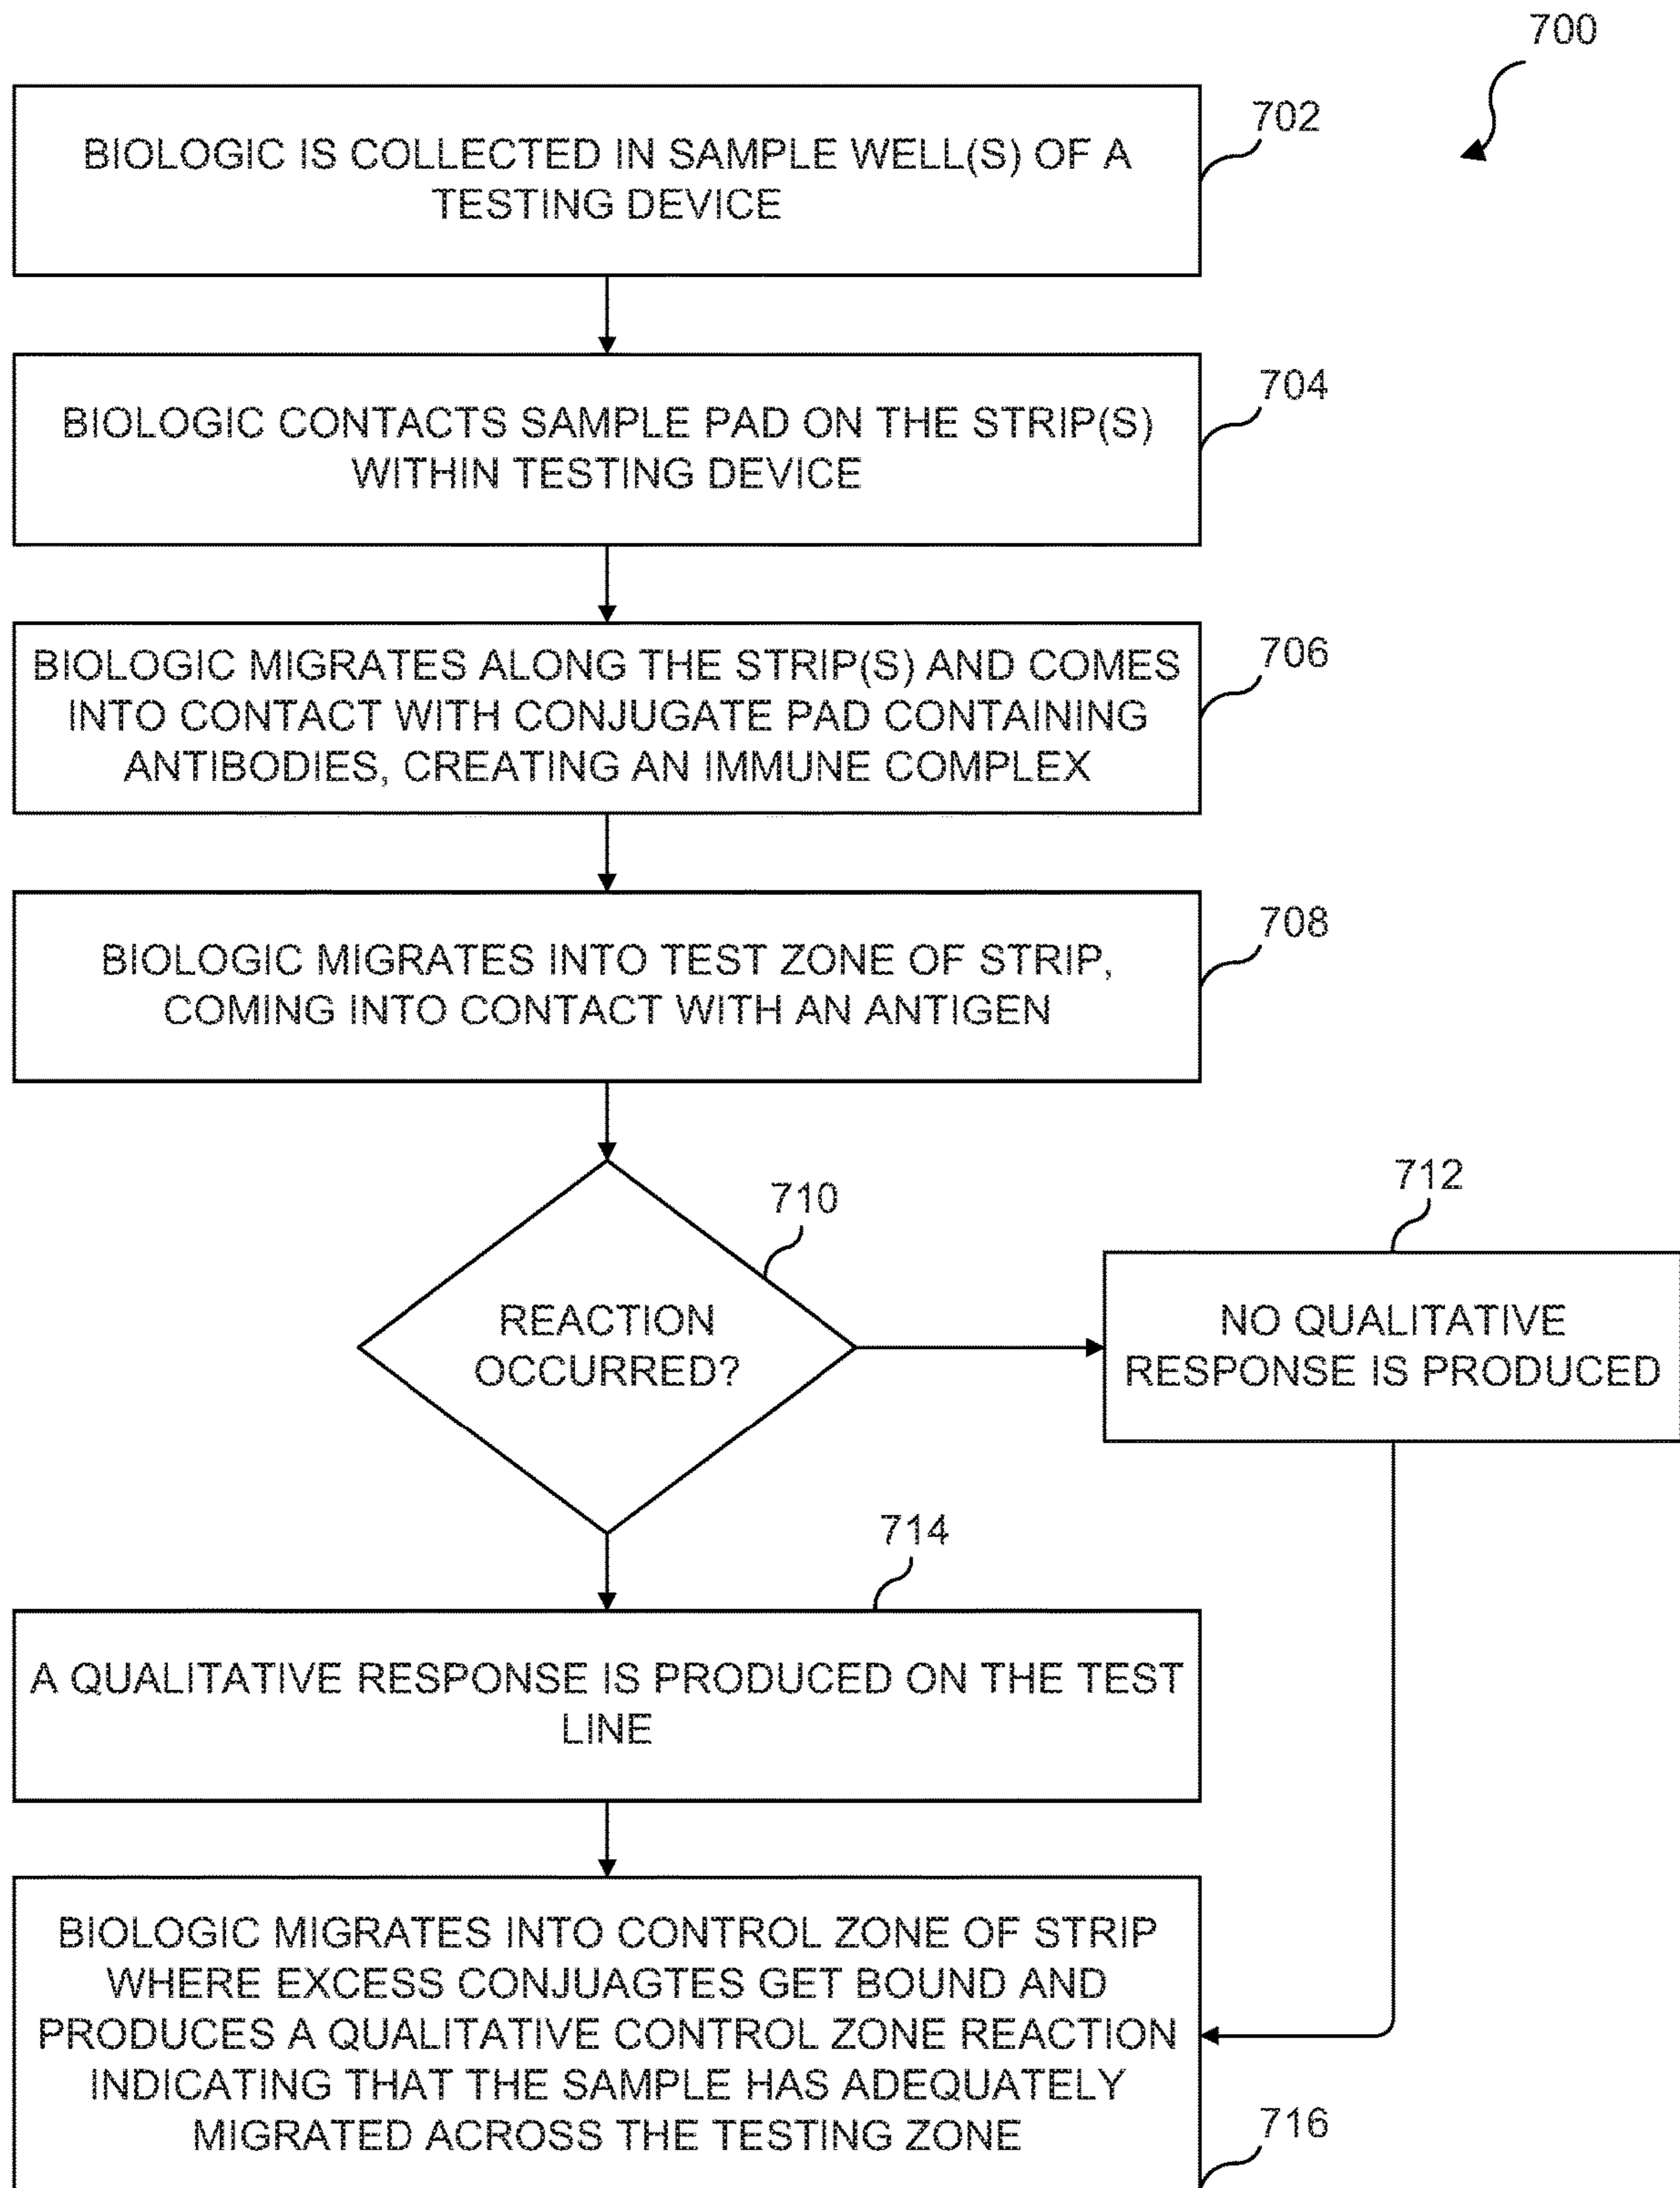 700
BIOLOGIC IS COLLECTED IN SAMPLE WELL(S) OF A
TESTING DEVICE
702
BIOLOGIC CONTACTS SAMPLE PAD ON THE STRIP(S)
WITHIN TESTING DEVICE
704
BIOLOGIC MIGRATES ALONG THE STRIP(S) AND COMES
INTO CONTACT WITH CONJUGATE PAD CONTAINING
ANTIBODIES, CREATING AN IMMUNE COMPLEX
706
BIOLOGIC MIGRATES INTO TEST ZONE OF STRIP,
COMING INTO CONTACT WITH AN ANTIGEN
708
REACTION
OCCURRED?
710
712
NO QUALITATIVE
RESPONSE IS PRODUCED
714
A QUALITATIVE RESPONSE IS PRODUCED ON THE TEST
LINE
BIOLOGIC MIGRATES INTO CONTROL ZONE OF STRIP
WHERE EXCESS CONJUAGTES GET BOUND AND
PRODUCES A QUALITATIVE CONTROL ZONE REACTION
INDICATING THAT THE SAMPLE HAS ADEQUATELY
MIGRATED ACROSS THE TESTING ZONE
716